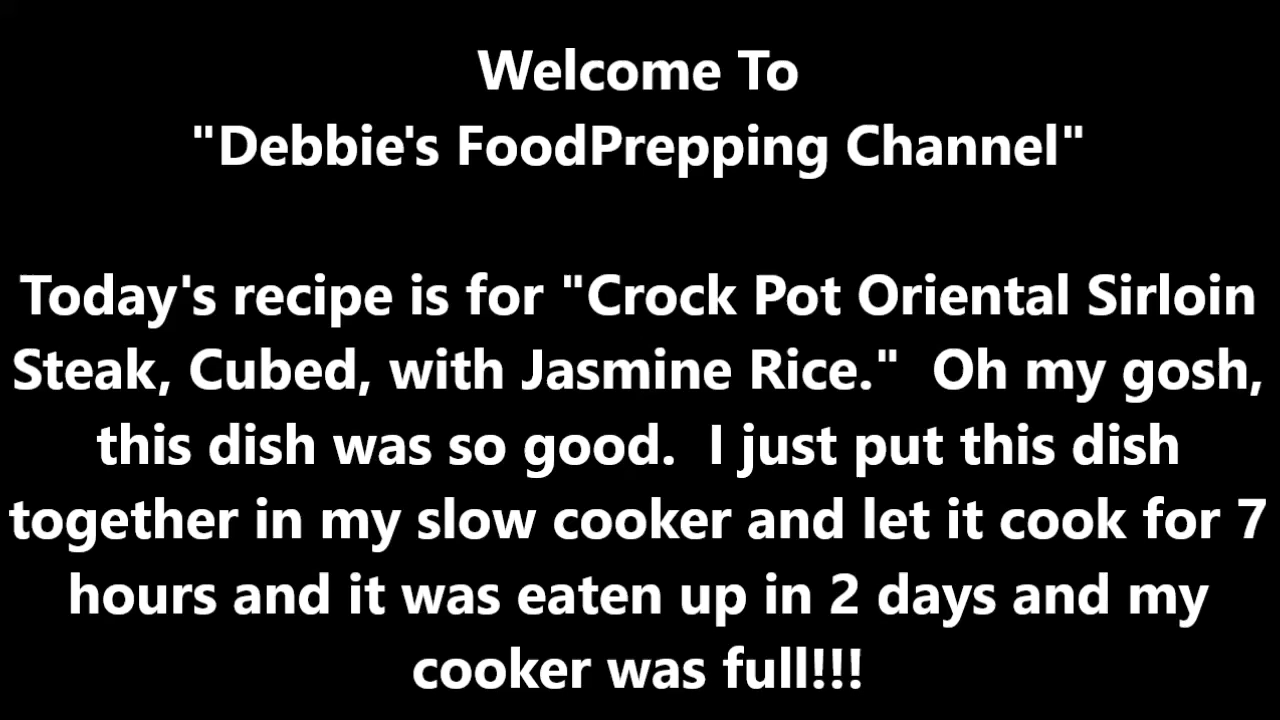 Welcome To
"Debbie's FoodPrepping Channel"
Today's recipe is for "Crock Pot Oriental Sirloin
Steak, Cubed, with Jasmine Rice."  Oh my gosh,
this dish was so good.  I just put this dish
together in my slow cooker and let it cook for 7
hours and it was eaten up in 2 days and my
cooker was full!!!